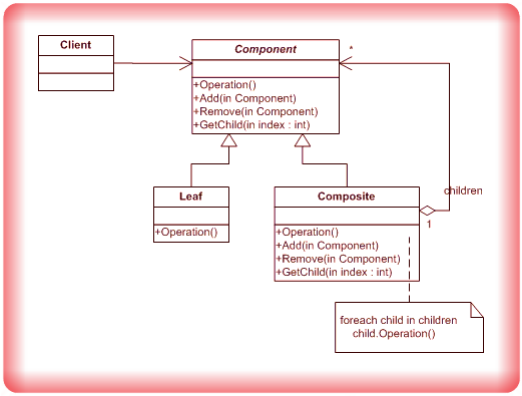 Client
Component
*
+Operation()
+Add(in Component)
+Remove(in Component)
+GetChild(in index : int)
Leaf
+Operation()
Composite
+Operation()
+Add(in Component)
+Remove(in Component)
+GetChild(in index : int)
children
1
foreach child in children
child.Operation()